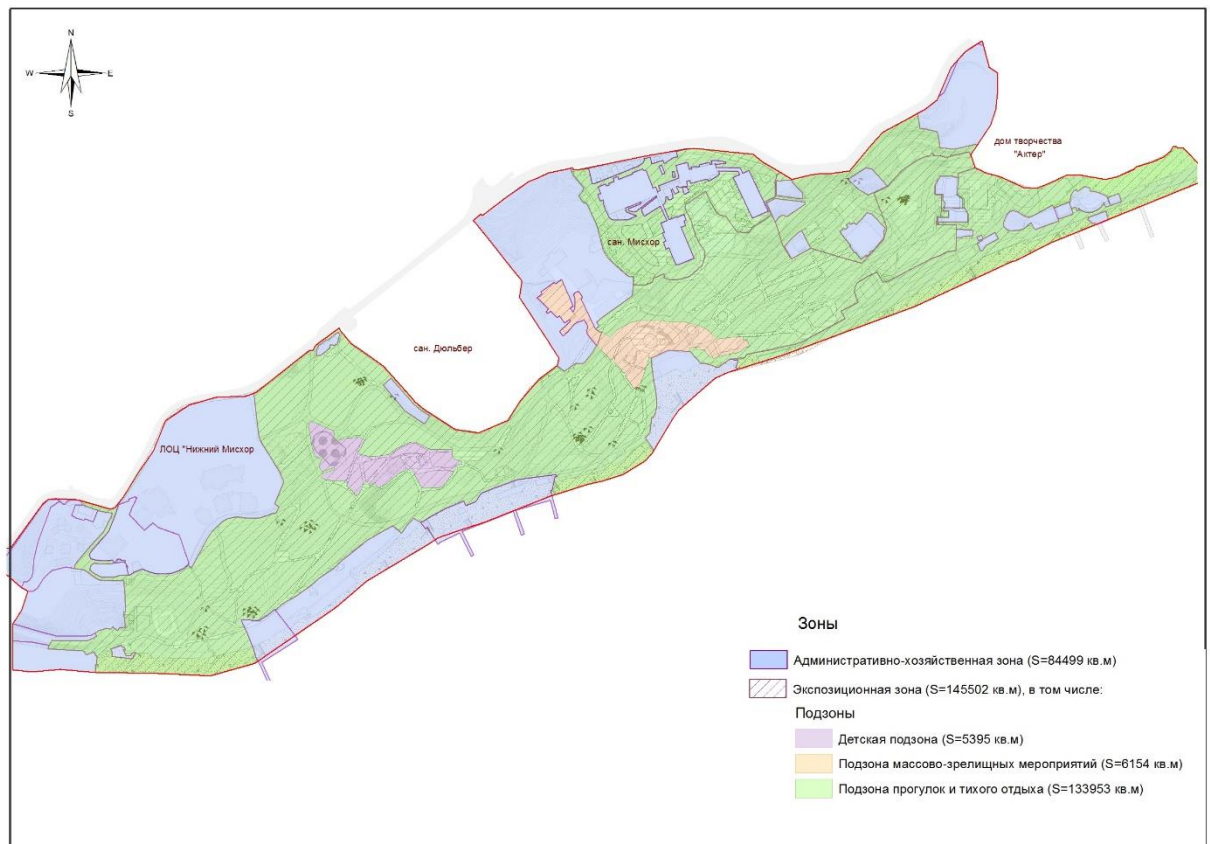 N
W E
S
дом творчества
"Актер"
сан. Мисхор
сан. Дюльбер
ЛОЦ "Нижний Мисхор
Зоны
Административно-хозяйственная зона (S=84499 кв.м)
Экспозиционная зона (S=145502 кв.м), в том числе:
Подзоны
Детская подзона (S=5395 кв.м)
Подзона массово-зрелищных мероприятий (S=6154 кв.м)
Подзона прогулок и тихого отдыха (S=133953 кв.м)